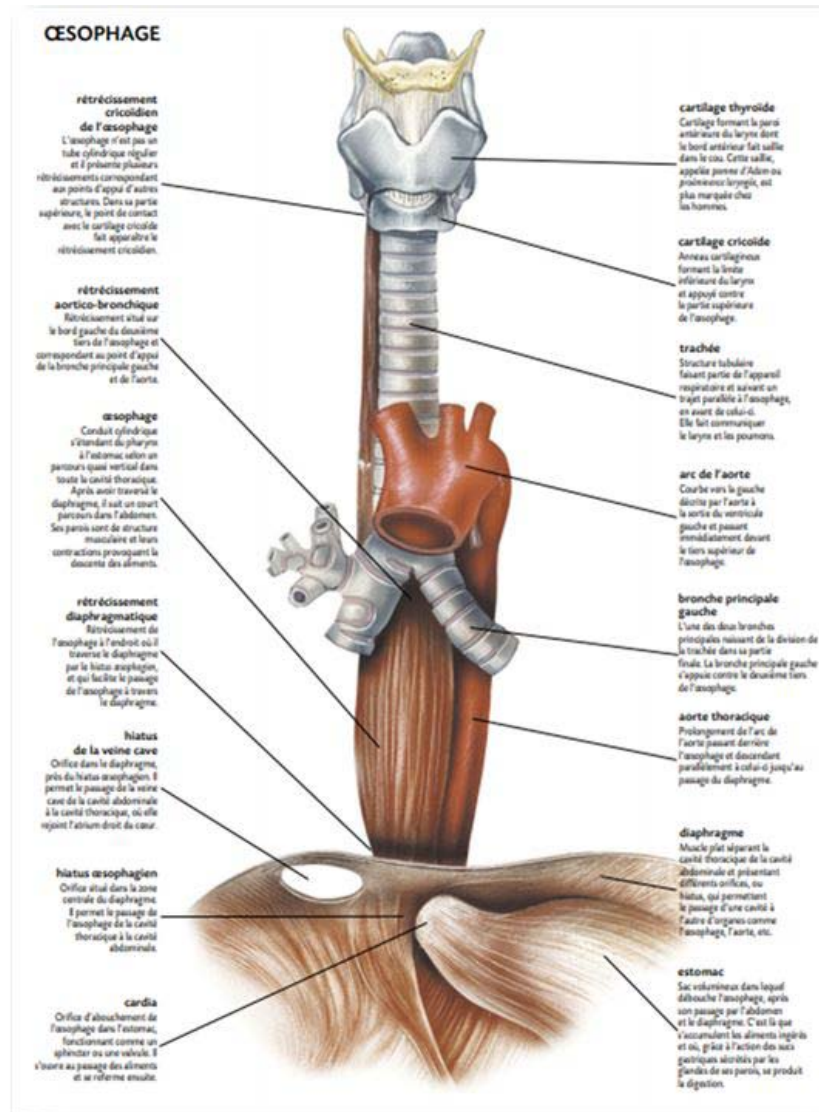 ŒSOPHAGE
rétrécissement
cricoïdien
de l'œsophage
L'œsophage n'est pas un
tube cylindrique régulier
et il présente plusieurs
rétrécissements correspondant
aux points d'appui d'autres
structures. Dans sa partie
supérieure, le point de contact
avec le cartilage cricoïde
fait apparaître le
rétrécissement cricoïdien.
rétrécissement
aortico-bronchique
Rétrécissement situé sur
le bord gauche du deuxième
tiers de l'œsophage et
correspondant au point d'appui
de la bronche principale gauche
et de l'aorte.
œsophage
Conduit cylindrique
s'étendant du pharynx
à l'estomac selon un
parcours quasi vertical dans
toute la cavité thoracique.
Après avoir traversé le
diaphragme, il suit un court
parcours dans l'abdomen.
Ses parois sont de structure
musculaire et leurs
contractions provoquent la
descente des aliments.
rétrécissement
diaphragmatique
Rétrécissement de
l'œsophage à l'endroit où il
traverse le diaphragme
par le hiatus œsophagien,
et qui facilite le passage
de l'œsophage à travers
le diaphragme.
hiatus
de la veine cave
Orifice dans le diaphragme,
près du hiatus œsophagien. Il
permet le passage de la veine
cave de la cavité abdominale
à la cavité thoracique, où elle
rejoint l'atrium droit du cœur.
hiatus œsophagien
Orifice situé dans la zone
centrale du diaphragme.
Il permet le passage de
l'œsophage de la cavité
thoracique à la cavité
abdominale.
cardia
Orifice d'abouchement de
l'œsophage dans l'estomac,
fonctionnant comme un
sphincter ou une valvule. Il
s'ouvre au passage des aliments
et se referme ensuite.
cartilage thyroïde
Cartilage formant la paroi
antérieure du larynx dont
le bord antérieur fait saillie
dans le cou. Cette saillie,
appelée pomme d'Adam ou
proéminence laryngée, est
plus marquée chez
les hommes.
cartilage cricoïde
Anneau cartilagineux
formant la limite
inférieure du larynx
et appuyé contre
la partie supérieure
de l'œsophage.
trachée
Structure tubulaire
faisant partie de l'appareil
respiratoire et suivant un
trajet parallèle à l'œsophage,
en avant de celui-ci.
Elle fait communiquer
le larynx et les poumons.
arc de l'aorte
Courbe vers la gauche
décrite par l'aorte à
la sortie du ventricule
gauche et passant
immédiatement devant
le tiers supérieur de
l'œsophage.
bronche principale
gauche
L'une des deux bronches
principales naissant de la division de
la trachée dans sa partie
finale. La bronche principale gauche
s'appuie contre le deuxième tiers
de l'œsophage.
aorte thoracique
Prolongement de l'arc de
l'aorte passant derrière
l'œsophage et descendant
parallèlement à celui-ci jusqu'au
passage du diaphragme.
diaphragme
Muscle plat séparant la
cavité thoracique de la cavité
abdominale et présentant
différents orifices, ou
hiatus, qui permettent
le passage d'une cavité à
l'autre d'organes comme
l'œsophage, l'aorte, etc.
estomac
Sac volumineux dans lequel
débouche l'œsophage, après
son passage par l'abdomen
et le diaphragme. C'est là que
s'accumulent les aliments ingérés
et où, grâce à l'action des sucs
gastriques sécrétés par les
glandes de ses parois, se produit
la digestion.